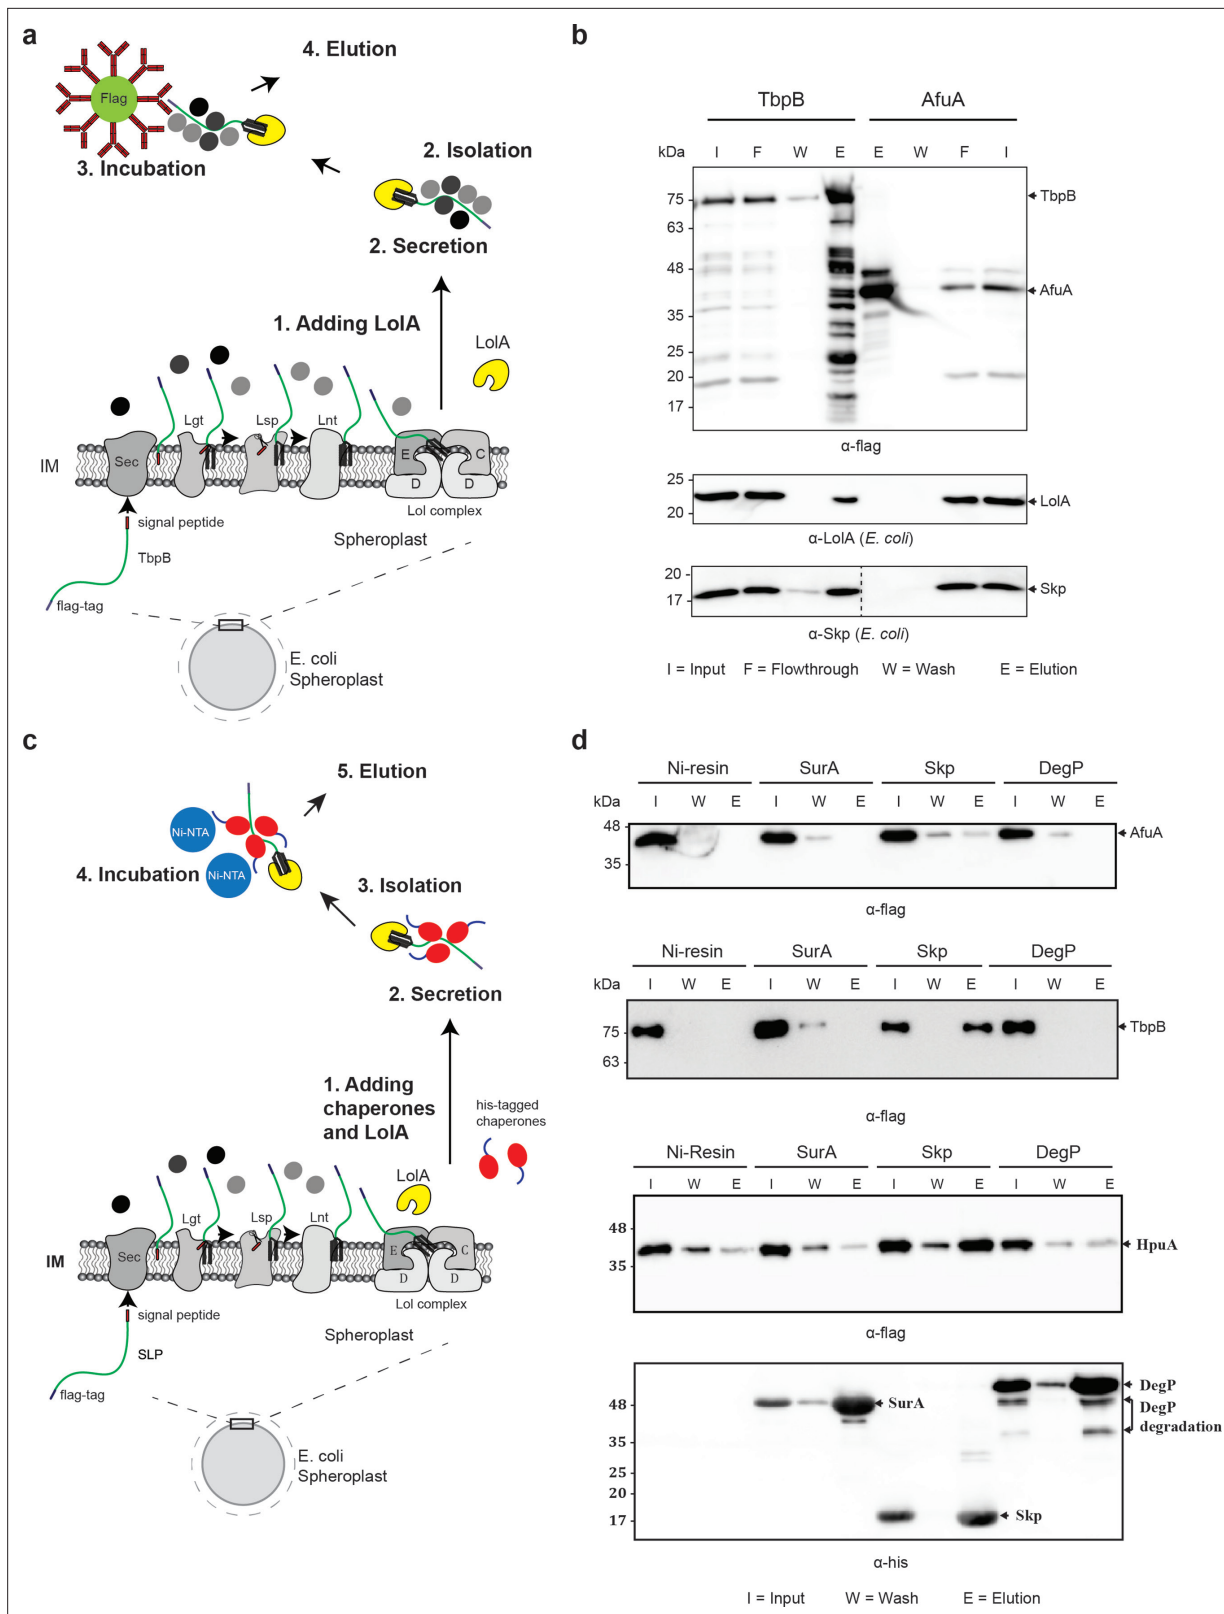 a
4. Elution
Flag
3. Incubation
2. Isolation
2. Secretion
1. Adding LolA
LolA
Lgt
Lsp
Lnt
IM
Sec
E
C
D
D
Lol complex
signal peptide
Spheroplast
TbpB
flag-tag
E. coli
Spheroplast
b
TbpB AfuA
kDa I F W E E W F I
75
63
48
35
25
20
17
TbpB
AfuA
α-flag
25
20
LolA
α-LolA (E. coli)
20
17
Skp
α-Skp (E. coli)
I = Input F = Flowthrough W = Wash E = Elution
c
5. Elution
Ni-NTA
4. Incubation
Ni-NTA
3. Isolation
2. Secretion
1. Adding
chaperones
and LolA
his-tagged
chaperones
LolA
Lgt
Lsp
Lnt
IM
Sec
E
C
D
D
Lol complex
signal peptide
Spheroplast
SLP
flag-tag
E. coli
Spheroplast
d
Ni-resin SurA Skp DegP
kDa I W E I W E I W E I W E
48
35
AfuA
α-flag
Ni-resin SurA Skp DegP
kDa I W E I W E I W E I W E
75
63
TbpB
α-flag
Ni-Resin SurA Skp DegP
I W E I W E I W E I W E
48
35
HpuA
α-flag
48
35
25
20
17
SurA
Skp
DegP
DegP
degradation
α-his
I = Input W = Wash E = Elution